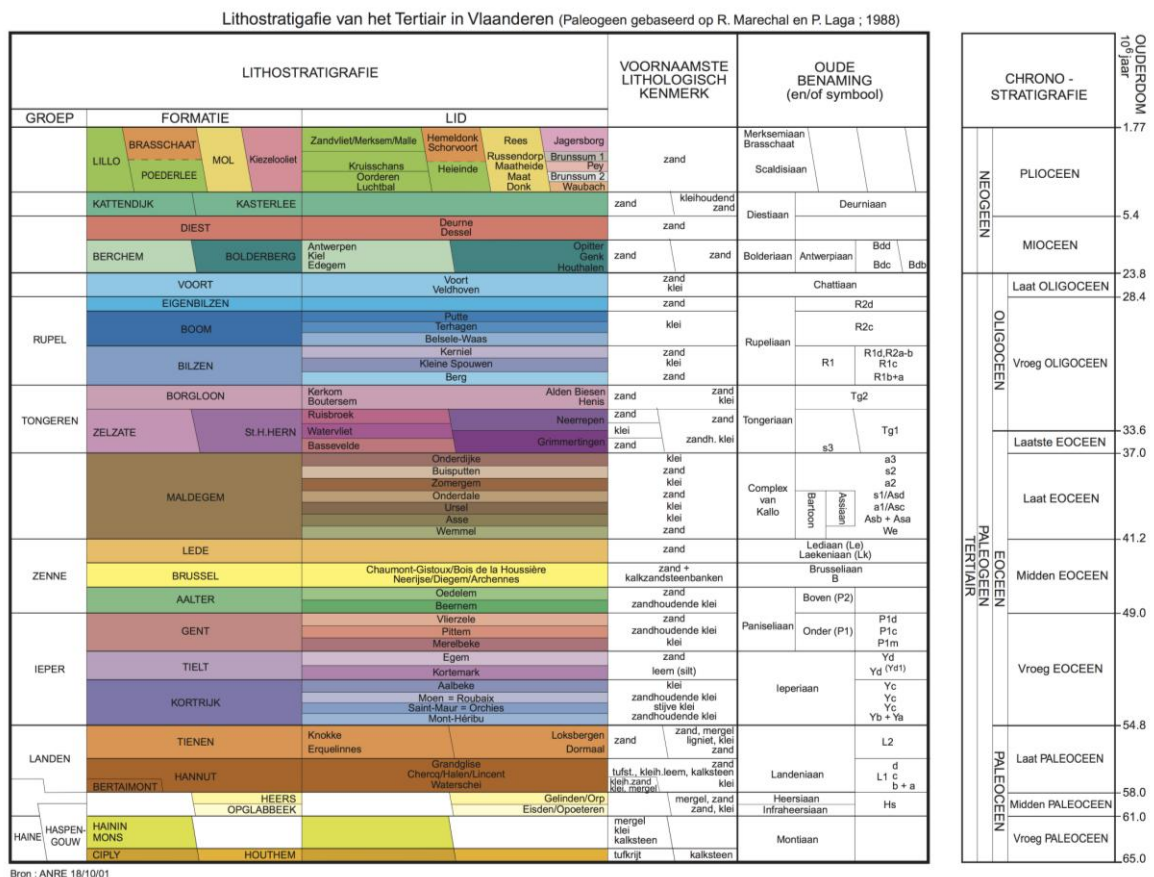 Lithostratigafie van het Tertiair in Vlaanderen (Paleogeen gebaseerd op R. Marechal en P. Laga ; 1988)
LITHOSTRATIGRAFIE
VOORNAAMSTE
LITHOLOGISCH
KENMERK
OUDE
BENAMING
(en/of symbool)
CHRONO -
STRATIGRAFIE
OUDERDOM
10⁶ jaar
GROEP
FORMATIE
LID
1.77
LILLO
BRASSCHAAT
POEDERLEE
MOL
Kiezelooliet
Zandvliet/Merksem/Malle
Kruisschans
Oorderen
Luchtbal
Hemeldonk
Schorvoort
Heieinde
Rees
Russendorp
Maatheide
Maat
Donk
Jagersborg
Brunssum 1
Pey
Brunssum 2
Waubach
zand
Merksemiaan
Brasschaat
Scaldisiaan
NEOGEEN
PLIOCEEN
KATTENDIJK
KASTERLEE
zand
kleihoudend
zand
Diestiaan
Deurniaan
5.4
DIEST
Deurne
Dessel
zand
MIOCEEN
BERCHEM
BOLDERBERG
Antwerpen
Kiel
Edegem
Opitter
Genk
Houthalen
zand
zand
Bolderiaan
Antwerpiaan
Bdd
Bdc
Bdb
23.8
VOORT
Voort
Veldhoven
zand
klei
Chattiaan
Laat OLIGOCEEN
28.4
RUPEL
EIGENBILZEN
zand
Rupeliaan
R2d
OLIGOCEEN
Vroeg OLIGOCEEN
BOOM
Putte
Terhagen
Belsele-Waas
klei
R2c
BILZEN
Kerniel
Kleine Spouwen
Berg
zand
klei
zand
R1
R1d,R2a-b
R1c
R1b+a
TONGEREN
BORGLOON
Kerkom
Boutersem
Alden Biesen
Henis
zand
zand
klei
Tongeriaan
Tg2
33.6
ZELZATE
St.H.HERN
Ruisbroek
Watervliet
Bassevelde
Neerrepen
Grimmertingen
zand
klei
zand
zand
zandh. klei
s3
Tg1
Laatste EOCEEN
37.0
MALDEGEM
Onderdijke
Buisputten
Zomergem
Onderdale
Ursel
Asse
Wemmel
klei
zand
klei
zand
klei
klei
zand
Complex
van
Kallo
Bartoon
Assiaan
a3
s2
a2
s1/Asd
a1/Asc
Asb + Asa
We
Laat EOCEEN
41.2
TERTIAIR
PALEOGEEN
EOCEEN
ZENNE
LEDE
zand
Lediaan (Le)
Laekeniaan (Lk)
Midden EOCEEN
BRUSSEL
Chaumont-Gistoux/Bois de la Houssière
Neerijse/Diegem/Archennes
zand +
kalkzandsteenbanken
Brusseliaan
B
AALTER
Oedelem
Beernem
zand
zandhoudende klei
Paniseliaan
Boven (P2)
49.0
IEPER
GENT
Vlierzele
Pittem
Merelbeke
zand
zandhoudende klei
klei
Onder (P1)
P1d
P1c
P1m
Vroeg EOCEEN
TIELT
Egem
Kortemark
zand
leem (silt)
Ieperiaan
Yd
Yd (Yd1)
KORTRIJK
Aalbeke
Moen = Roubaix
Saint-Maur = Orchies
Mont-Héribu
klei
zandhoudende klei
stijve klei
zandhoudende klei
Yc
Yc
Yc
Yb + Ya
54.8
LANDEN
TIENEN
Knokke
Erquelinnes
Loksbergen
Dormaal
zand
zand, mergel
ligniet, klei
zand
Landeniaan
L2
PALEOCEEN
Laat PALEOCEEN
HANNUT
BERTAIMONT
Grandglise
Chercq/Halen/Lincent
Waterschei
zand
tufst., kleih.leem, kalksteen
kleih.zand
klei, mergel
klei
L1
d
c
b + a
58.0
HEERS
OPGLABBEEK
Gelinden/Orp
Eisden/Opoeteren
mergel, zand
zand, klei
Heersiaan
Infraheersiaan
Hs
Midden PALEOCEEN
61.0
HAINE
HASPEN-
GOUW
HAININ
MONS
mergel
klei
kalksteen
Montiaan
Vroeg PALEOCEEN
CIPLY
HOUTHEM
tufkrijt
kalksteen
65.0
Bron : ANRE 18/10/01